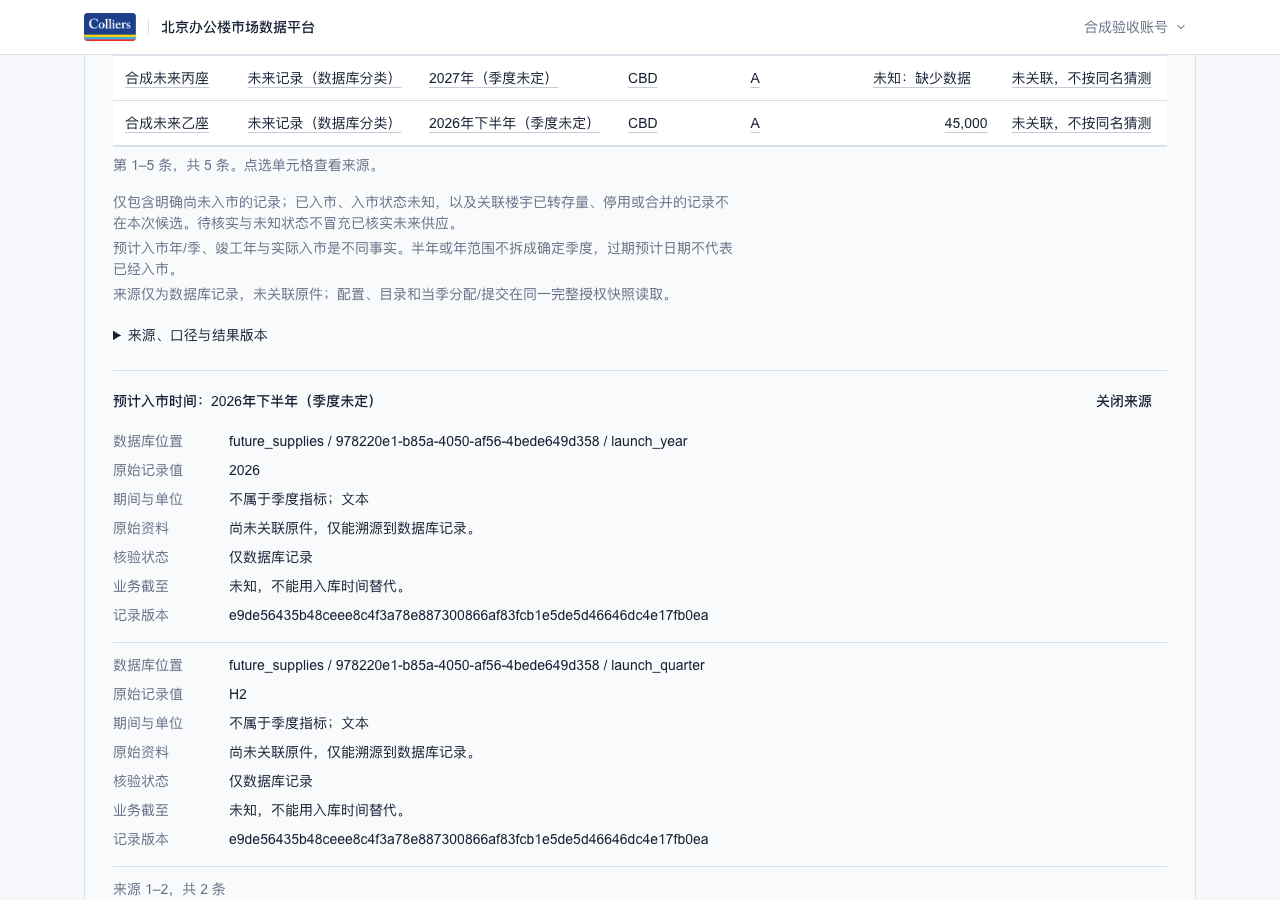 Colliers
北京办公楼市场数据平台
合成验收账号
合成未来丙座 未来记录（数据库分类） 2027年（季度未定） CBD A 未知：缺少数据 未关联，不按同名猜测
合成未来乙座 未来记录（数据库分类） 2026年下半年（季度未定） CBD A 45,000 未关联，不按同名猜测
第 1–5 条，共 5 条。点选单元格查看来源。
仅包含明确尚未入市的记录；已入市、入市状态未知，以及关联楼宇已转存量、停用或合并的记录不
在本次候选。待核实与未知状态不冒充已核实未来供应。
预计入市年/季、竣工年与实际入市是不同事实。半年或年范围不拆成确定季度，过期预计日期不代表
已经入市。
来源仅为数据库记录，未关联原件；配置、目录和当季分配/提交在同一完整授权快照读取。
来源、口径与结果版本
预计入市时间：2026年下半年（季度未定）
关闭来源
数据库位置 future_supplies / 978220e1-b85a-4050-af56-4bede649d358 / launch_year
原始记录值 2026
期间与单位 不属于季度指标；文本
原始资料 尚未关联原件，仅能溯源到数据库记录。
核验状态 仅数据库记录
业务截至 未知，不能用入库时间替代。
记录版本 e9de56435b48ceee8c4f3a78e887300866af83fcb1e5de5d46646dc4e17fb0ea
数据库位置 future_supplies / 978220e1-b85a-4050-af56-4bede649d358 / launch_quarter
原始记录值 H2
期间与单位 不属于季度指标；文本
原始资料 尚未关联原件，仅能溯源到数据库记录。
核验状态 仅数据库记录
业务截至 未知，不能用入库时间替代。
记录版本 e9de56435b48ceee8c4f3a78e887300866af83fcb1e5de5d46646dc4e17fb0ea
来源 1–2，共 2 条